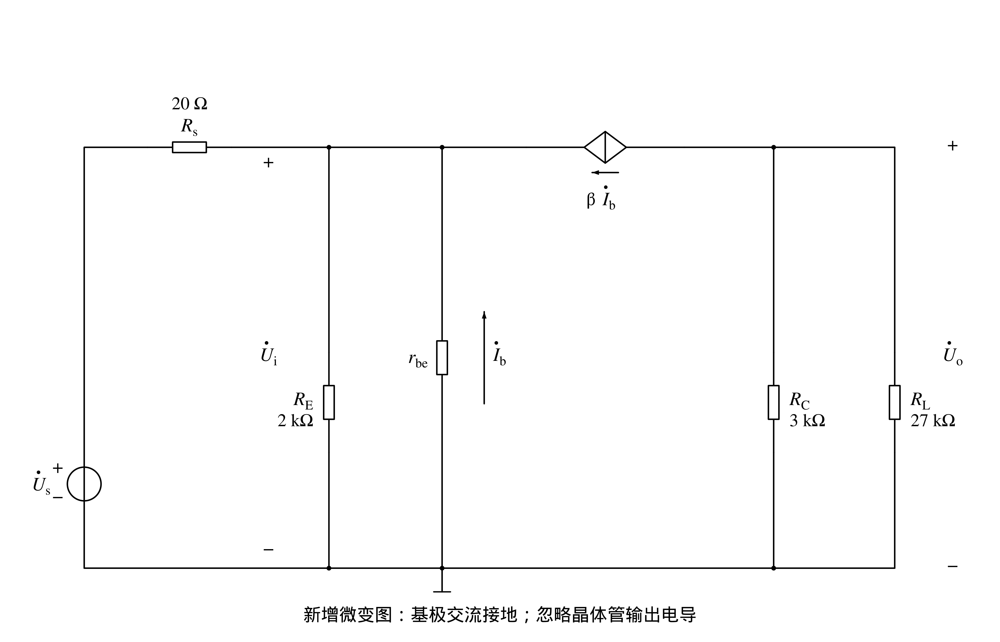 20 Ω
Rs
+
+
β İb
U̇i
rbe
İb
U̇o
RE
2 kΩ
RC
3 kΩ
RL
27 kΩ
+
U̇s
−
−
−
新增微变图：基极交流接地；忽略晶体管输出电导